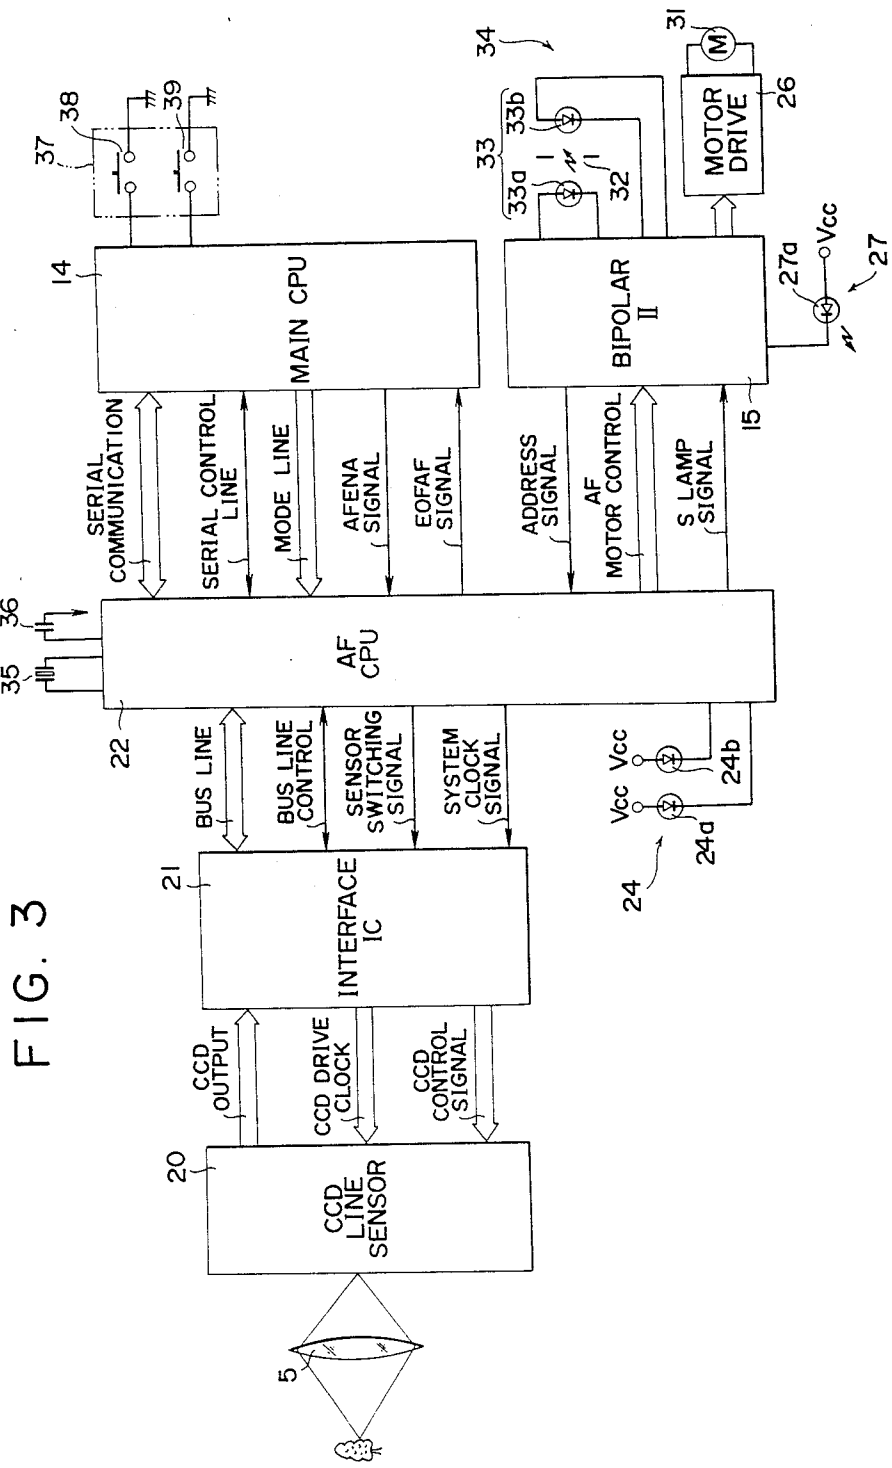 FIG. 3
5
20
CCD
LINE
SENSOR
CCD
OUTPUT
CCD DRIVE
CLOCK
CCD
CONTROL
SIGNAL
21
INTERFACE
IC
BUS LINE
BUS LINE
CONTROL
SENSOR
SWITCHING
SIGNAL
SYSTEM
CLOCK
SIGNAL
24
24a
24b
Vcc
Vcc
22
AF
CPU
35
36
SERIAL
COMMUNICATION
SERIAL CONTROL
LINE
MODE LINE
AFENA
SIGNAL
EOFAF
SIGNAL
ADDRESS
SIGNAL
AF
MOTOR CONTROL
S LAMP
SIGNAL
14
MAIN CPU
37
38
39
15
BIPOLAR
II
33
33a
33b
32
34
MOTOR
DRIVE
26
M
31
27a
Vcc
27